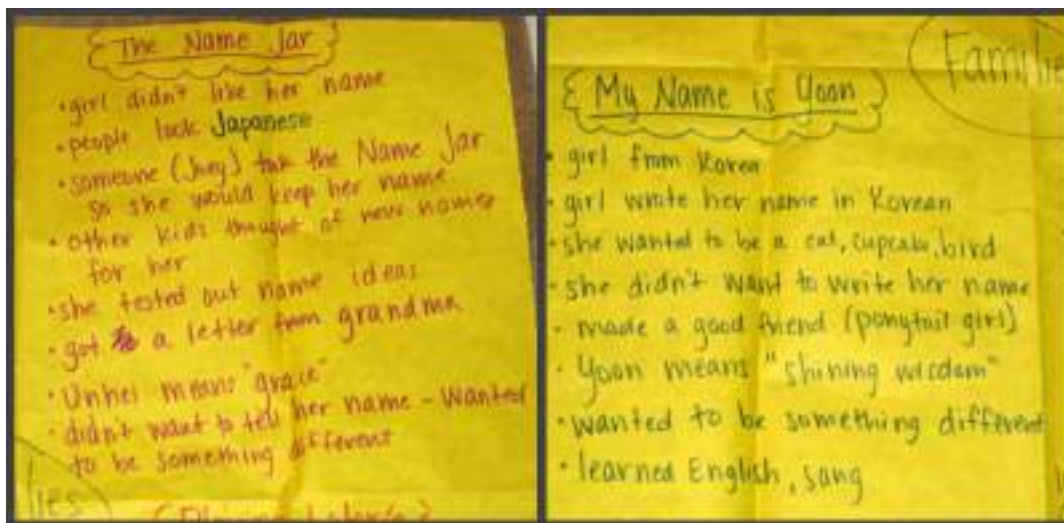 The Name Jar
• girl didn't like her name
• people look Japanese
• someone (Joey) took the Name Jar
so she would keep her name
• other kids thought of new names
for her
• she tested out name ideas
• got a letter from grandma
• Unhei means "grace"
• didn't want to tell her name - Wanted
to be something different
lies
Families
My Name is Yoon
• girl from Korea
• girl wrote her name in Korean
• she wanted to be a cat, cupcake, bird
• she didn't want to write her name
• made a good friend (ponytail girl)
• Yoon means "shining wisdom"
• wanted to be something different
• learned English, sang